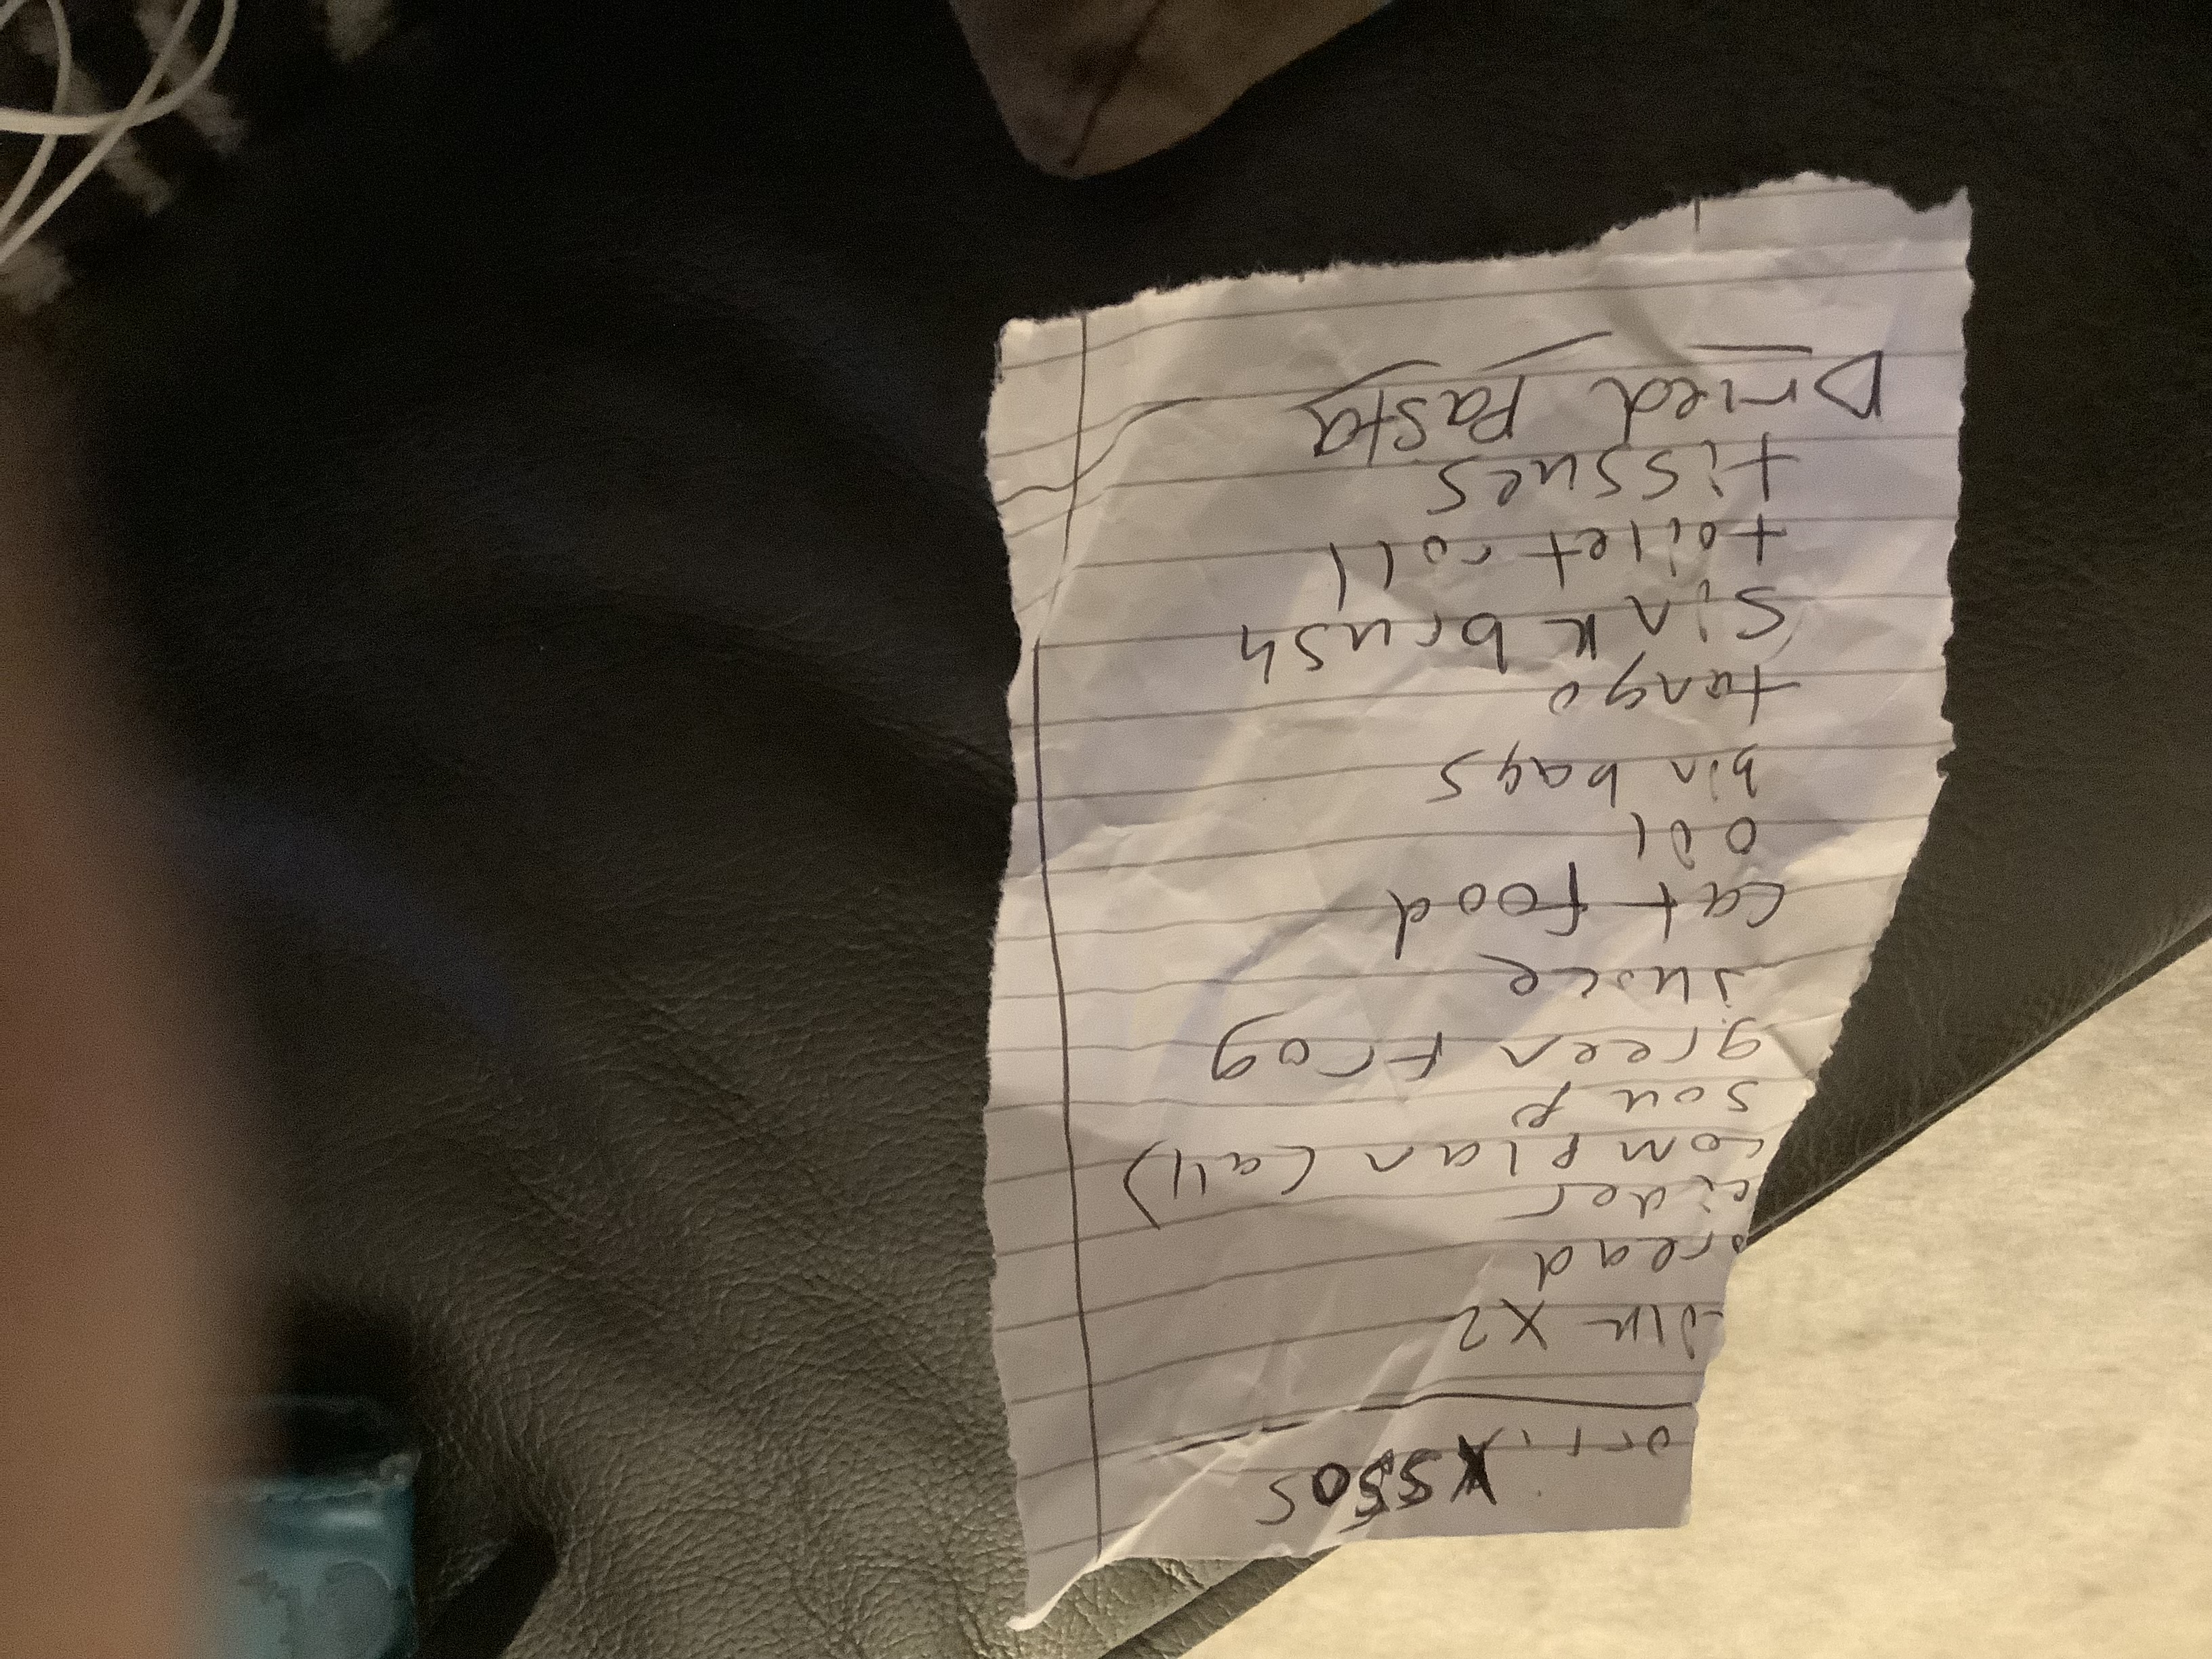 ilk X2
bread
cider
complan (all)
soup
green Frog
juice
cat food
oil
bin bags
tango
sink brush
toilet roll
tissues
Dried Pasta